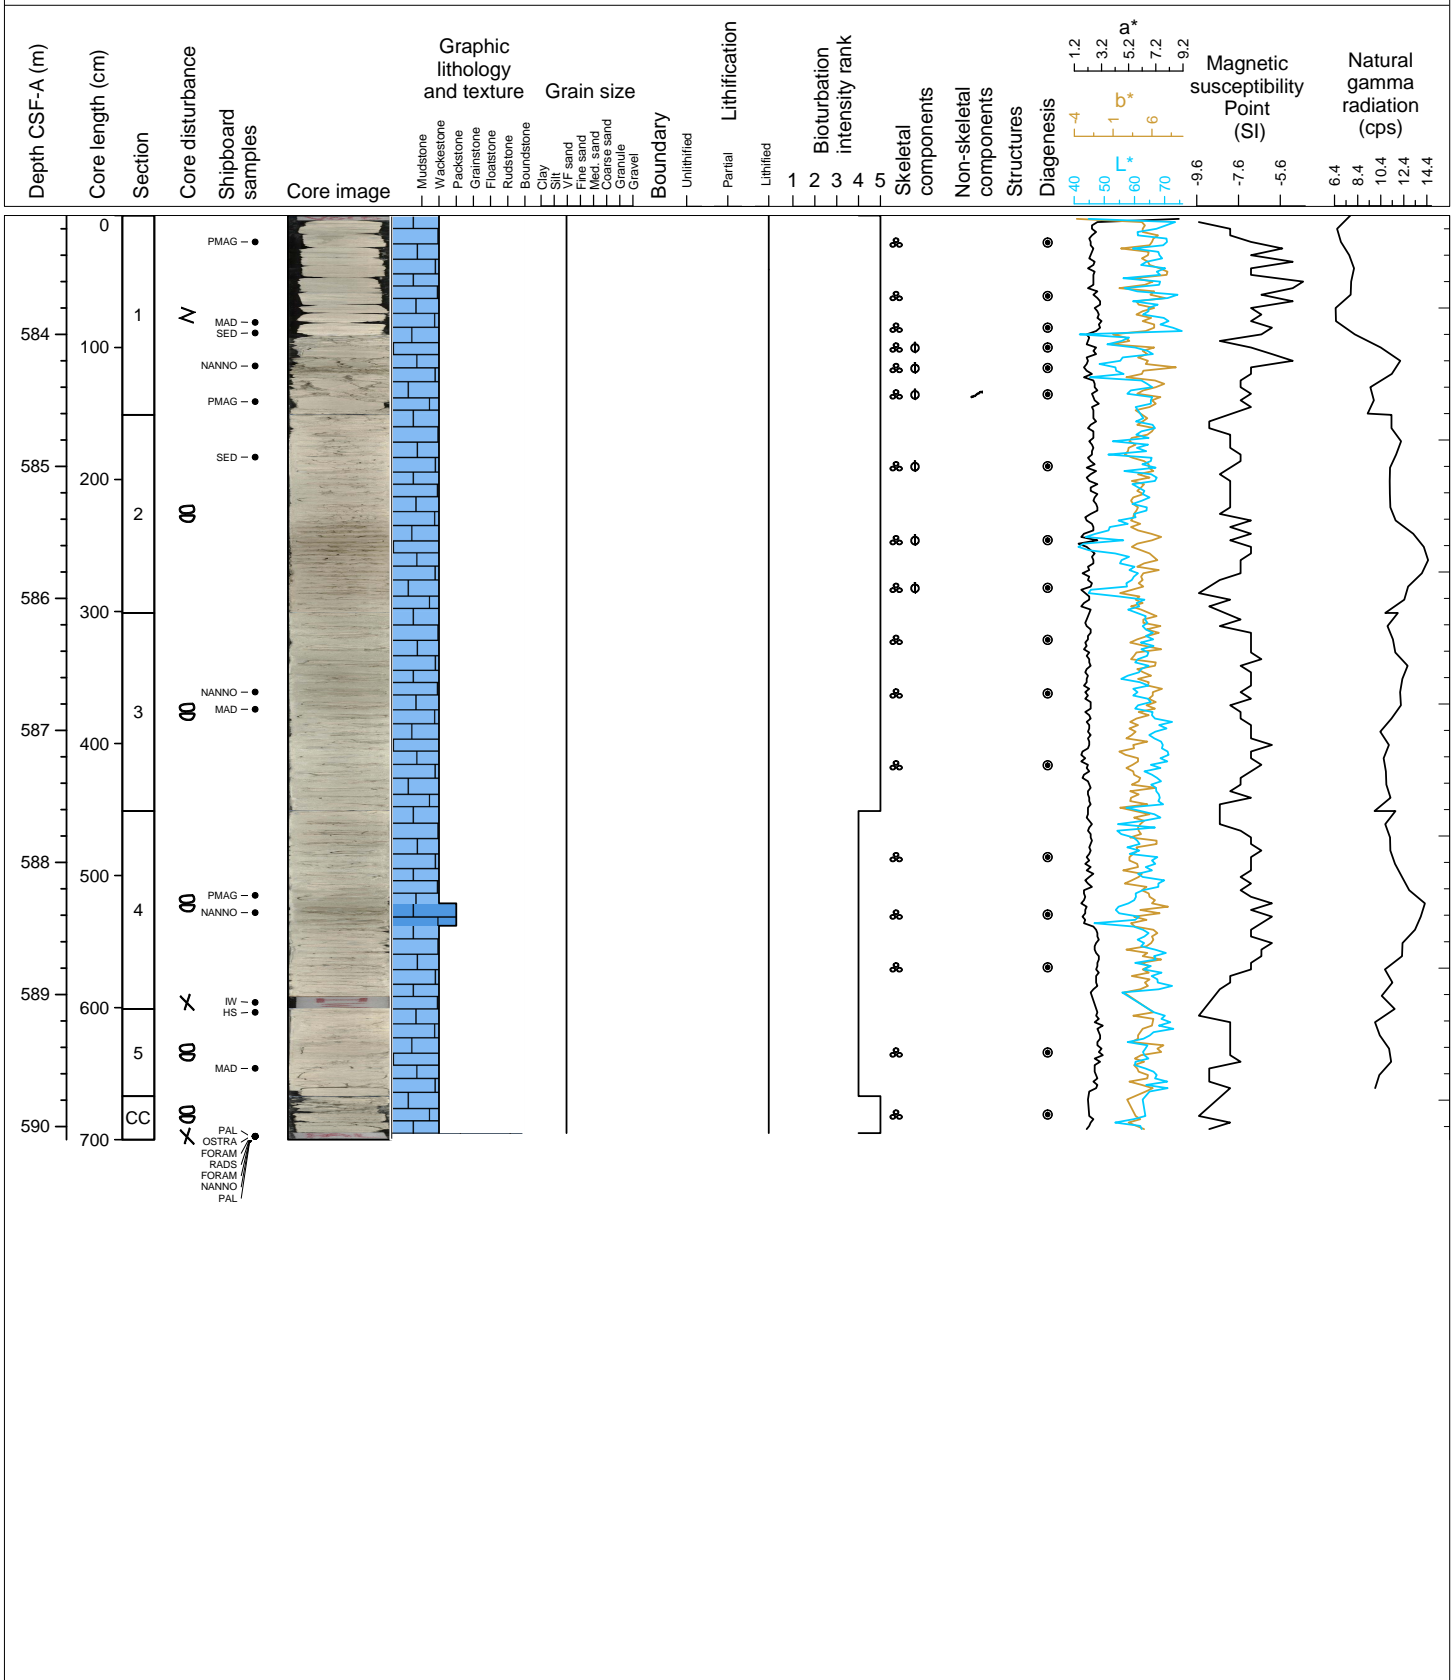 Depth CSF-A (m)
Core length (cm)
Section
Core disturbance
Shipboard
samples
Core image
Graphic
lithology
and texture
Mudstone
Wackestone
Packstone
Grainstone
Floatstone
Rudstone
Boundstone
Grain size
Clay
Silt
VF sand
Fine sand
Med. sand
Coarse sand
Granule
Gravel
Boundary
Lithification
Unlithified
Partial
Lithified
Bioturbation
intensity rank
1 2 3 4 5
Skeletal
components
Non-skeletal
components
Structures
Diagenesis
a*
1.2 3.2 5.2 7.2 9.2
b*
-4 1 6
L*
40 50 60 70
Magnetic
susceptibility
Point
(SI)
-9.6 -7.6 -5.6
Natural
gamma
radiation
(cps)
6.4 8.4 10.4 12.4 14.4
0
PMAG
1
MAD
584
SED
100
NANNO
PMAG
SED
585
200
2
586
300
NANNO
3
MAD
587
400
588
500
PMAG
4
NANNO
589
IW
600
HS
5
MAD
CC
590
PAL
700
OSTRA
FORAM
RADS
FORAM
NANNO
PAL